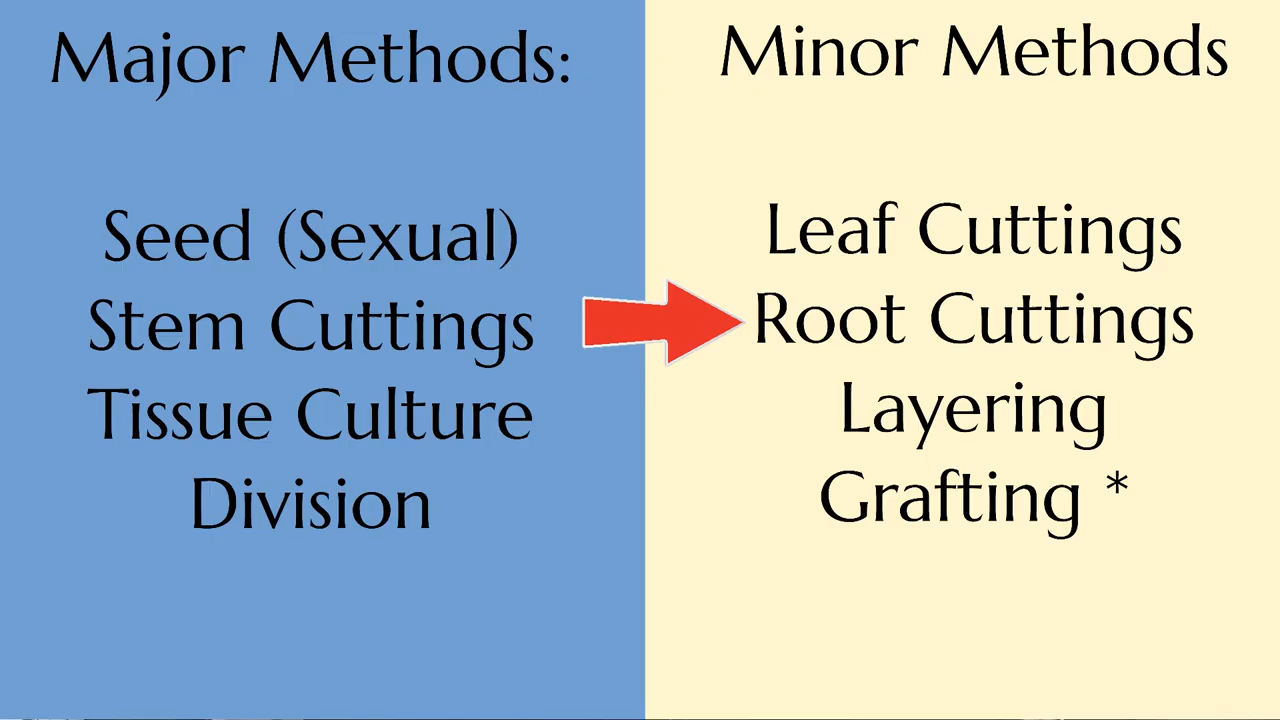 Major Methods:
Seed (Sexual)
Stem Cuttings
Tissue Culture
Division
Minor Methods
Leaf Cuttings
Root Cuttings
Layering
Grafting *